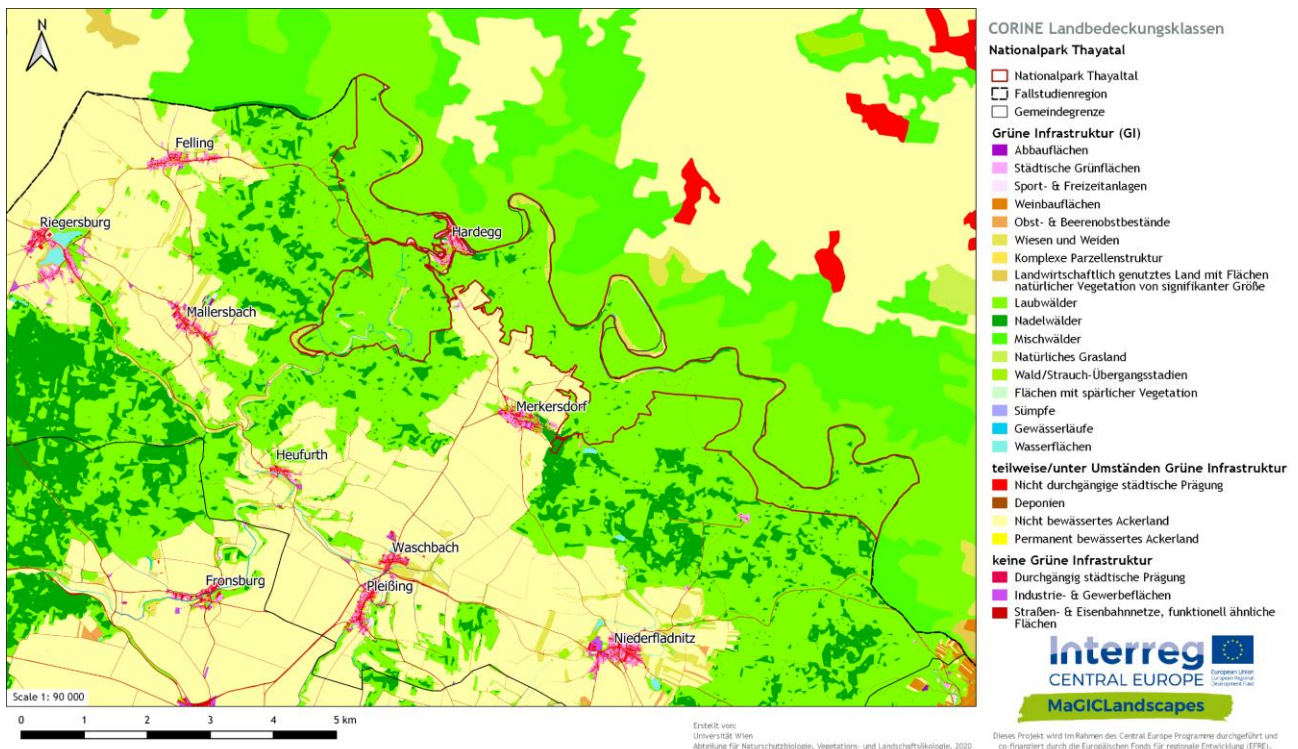 N
Felling
Riegersburg
Hardegg
Mallersbach
Merkersdorf
Heufurth
Waschbach
Fronsburg
Pleißing
Niederfladnitz
Scale 1: 90 000
0 1 2 3 4 5 km
CORINE Landbedeckungsklassen
Nationalpark Thayatal
Nationalpark Thayaltal
Fallstudienregion
Gemeindegrenze
Grüne Infrastruktur (GI)
Abbauflächen
Städtische Grünflächen
Sport- & Freizeitanlagen
Weinbauflächen
Obst- & Beerenobstbestände
Wiesen und Weiden
Komplexe Parzellenstruktur
Landwirtschaftlich genutztes Land mit Flächen
natürlicher Vegetation von signifikanter Größe
Laubwälder
Nadelwälder
Mischwälder
Natürliches Grasland
Wald/Strauch-Übergangsstadien
Flächen mit spärlicher Vegetation
Sümpfe
Gewässerläufe
Wasserflächen
teilweise/unter Umständen Grüne Infrastruktur
Nicht durchgängige städtische Prägung
Deponien
Nicht bewässertes Ackerland
Permanent bewässertes Ackerland
keine Grüne Infrastruktur
Durchgängig städtische Prägung
Industrie- & Gewerbeflächen
Straßen- & Eisenbahnnetze, funktionell ähnliche
Flächen
Interreg
CENTRAL EUROPE
European Union
European Regional
Development Fund
MaGICLandscapes
Erstellt von:
Universität Wien
Abteilung für Naturschutzbiologie, Vegetations- und Landschaftsökologie, 2020
Dieses Projekt wird im Rahmen des Central Europe Programme durchgeführt und
co-finanziert durch die Europäischen Fonds für regionale Entwicklung (EFRE).